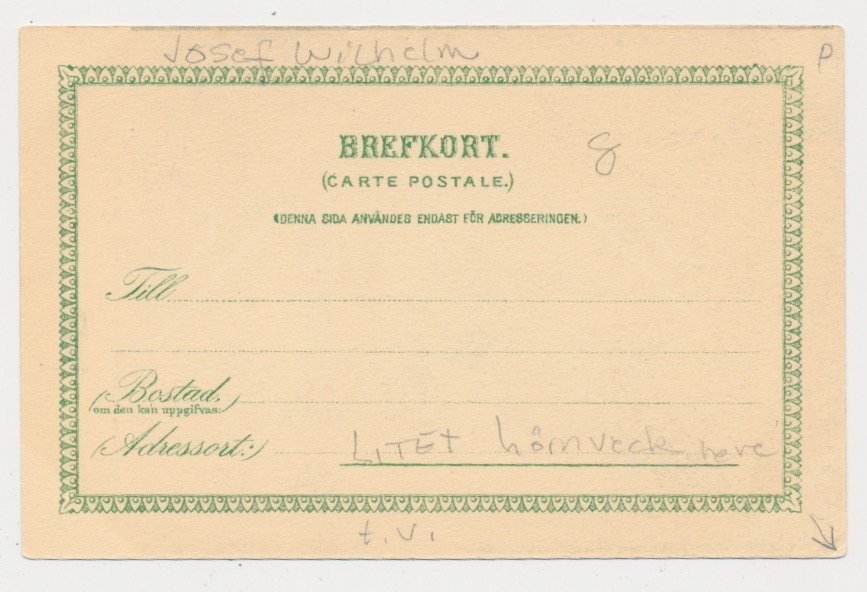 Josef Wilhelm
P
8
BREFKORT.
(CARTE POSTALE.)
(DENNA SIDA ANVÄNDES ENDAST FÖR ADRESSERINGEN.)
Till
(Bostad,
om den kan uppgifvas:)
(Adressort:)
LITET hörnveck
t.v.